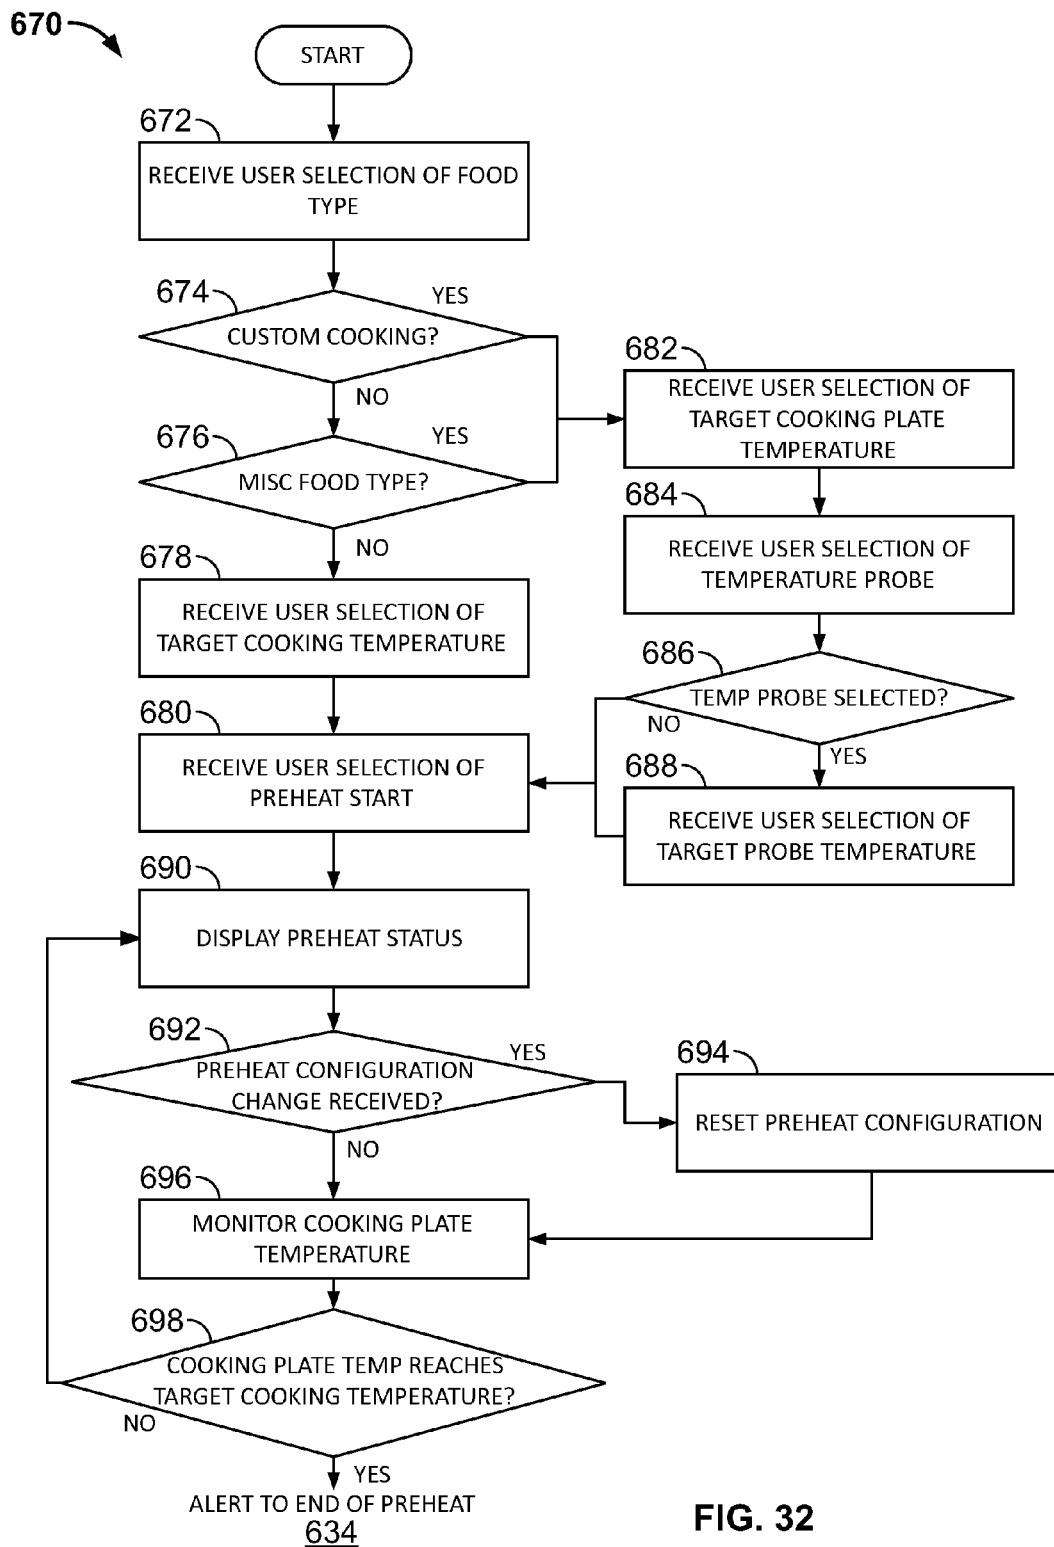 670
START
672
RECEIVE USER SELECTION OF FOOD
TYPE
674
YES
CUSTOM COOKING?
NO
676
YES
MISC FOOD TYPE?
NO
678
RECEIVE USER SELECTION OF
TARGET COOKING TEMPERATURE
680
RECEIVE USER SELECTION OF
PREHEAT START
682
RECEIVE USER SELECTION OF
TARGET COOKING PLATE
TEMPERATURE
684
RECEIVE USER SELECTION OF
TEMPERATURE PROBE
686
TEMP PROBE SELECTED?
NO
YES
688
RECEIVE USER SELECTION OF
TARGET PROBE TEMPERATURE
690
DISPLAY PREHEAT STATUS
692
YES
PREHEAT CONFIGURATION
CHANGE RECEIVED?
NO
694
RESET PREHEAT CONFIGURATION
696
MONITOR COOKING PLATE
TEMPERATURE
698
COOKING PLATE TEMP REACHES
TARGET COOKING TEMPERATURE?
NO
YES
ALERT TO END OF PREHEAT
634
FIG. 32